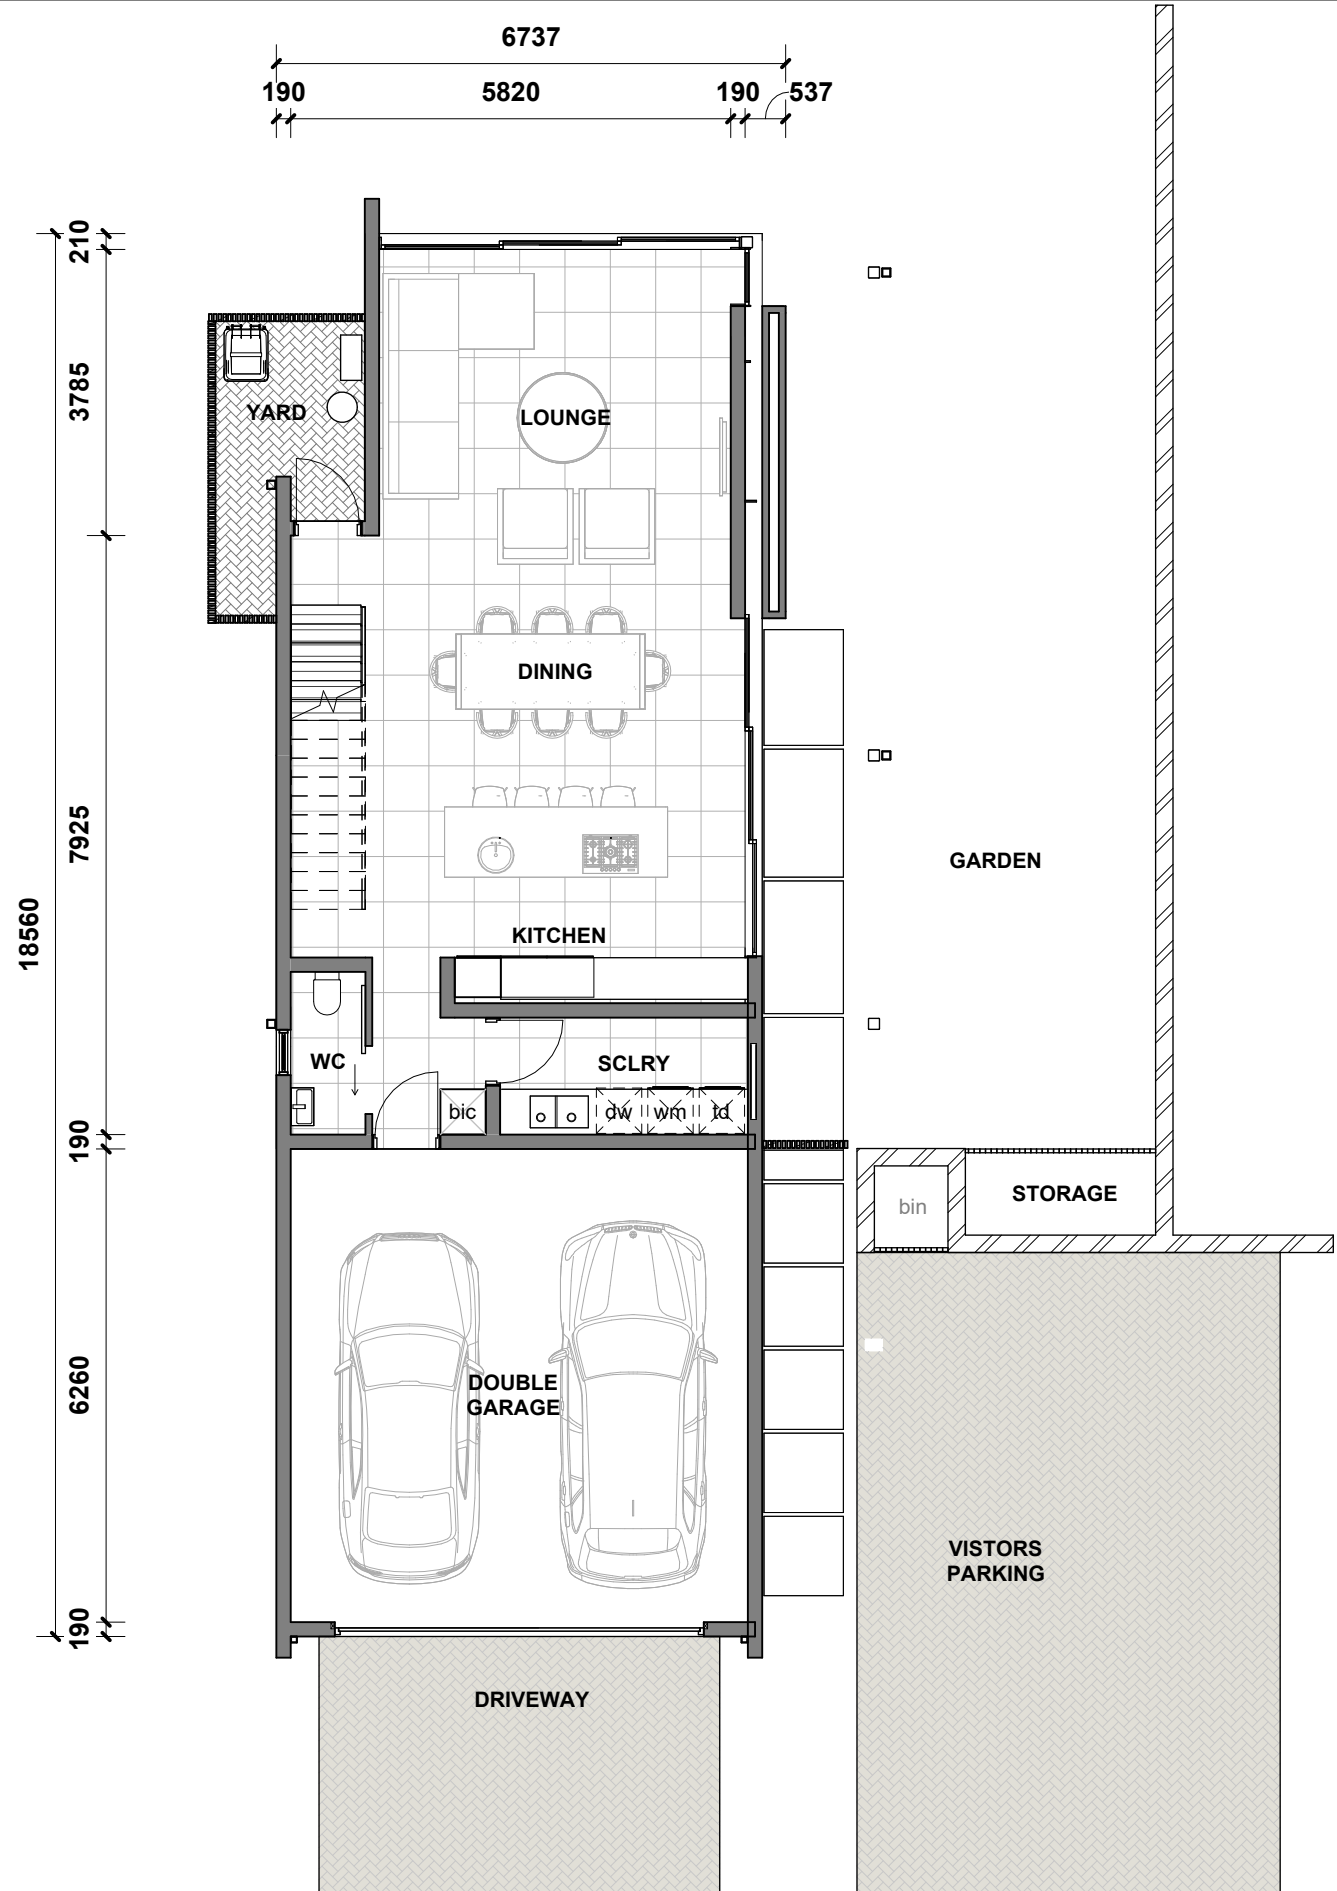 6737
190 5820 190 537
210
3785
7925
18560
190
6260
190
YARD
LOUNGE
DINING
KITCHEN
GARDEN
WC
SCLRY
bic
dw
wm
td
bin
STORAGE
DOUBLE
GARAGE
VISTORS
PARKING
DRIVEWAY